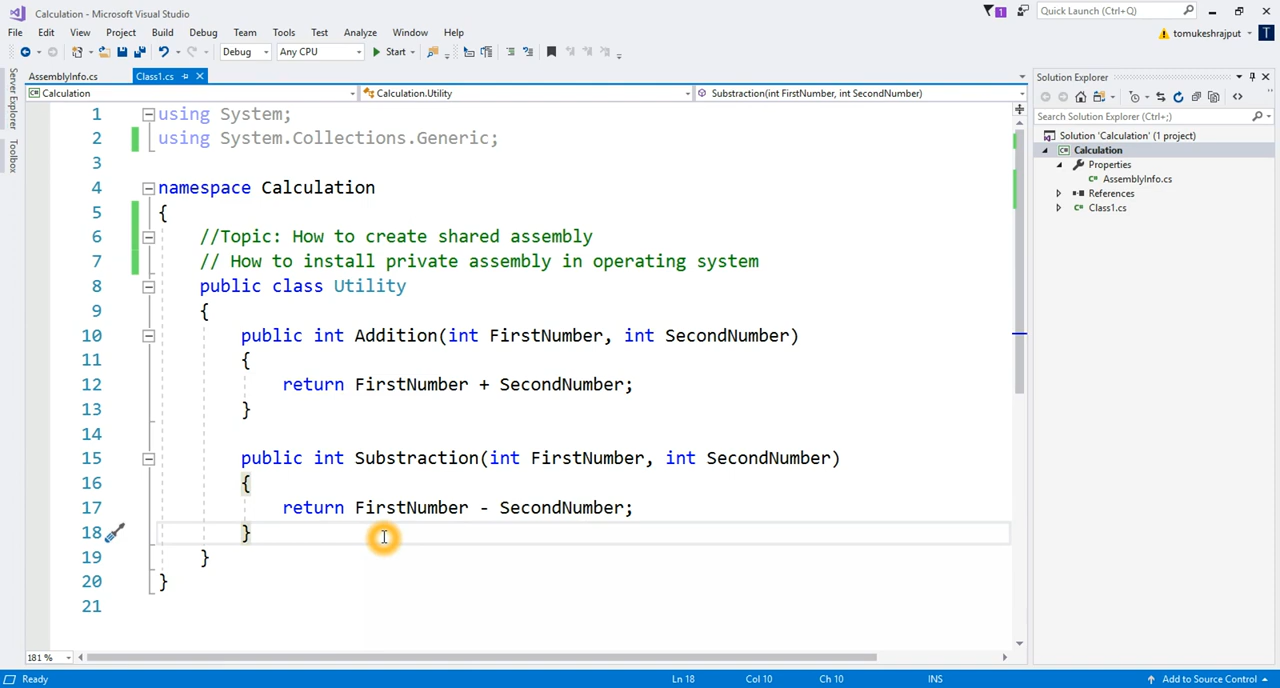 Calculation - Microsoft Visual Studio
1
Quick Launch (Ctrl+Q)
File Edit View Project Build Debug Team Tools Test Analyze Window Help
tomukeshrajput
T
Debug
Any CPU
Start
AssemblyInfo.cs
Class1.cs
Calculation
Calculation.Utility
Substraction(int FirstNumber, int SecondNumber)
Server Explorer
Toolbox
1 using System;
2 using System.Collections.Generic;
3
4 namespace Calculation
5 {
6 //Topic: How to create shared assembly
7 // How to install private assembly in operating system
8 public class Utility
9 {
10 public int Addition(int FirstNumber, int SecondNumber)
11 {
12 return FirstNumber + SecondNumber;
13 }
14
15 public int Substraction(int FirstNumber, int SecondNumber)
16 {
17 return FirstNumber - SecondNumber;
18 }
19 }
20 }
21
Solution Explorer
Search Solution Explorer (Ctrl+;)
Solution 'Calculation' (1 project)
Calculation
Properties
AssemblyInfo.cs
References
Class1.cs
181 %
Ready
Ln 18
Col 10
Ch 10
INS
Add to Source Control